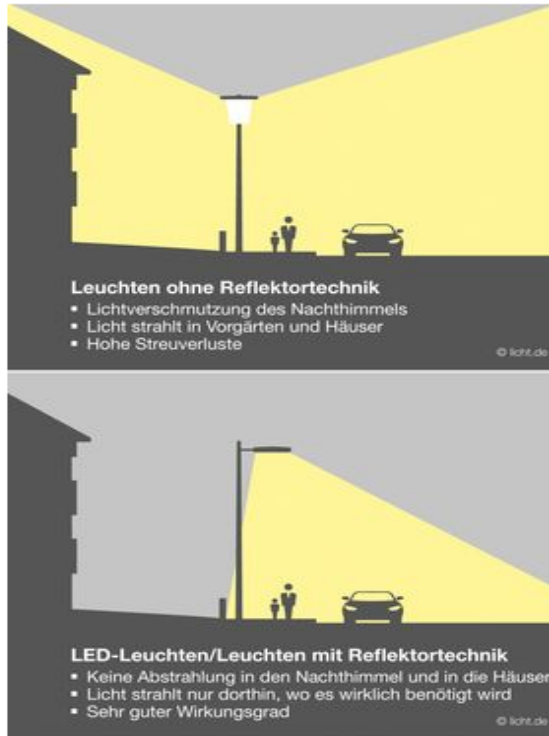 Leuchten ohne Reflektortechnik
▪ Lichtverschmutzung des Nachthimmels
▪ Licht strahlt in Vorgärten und Häuser
▪ Hohe Streuverluste
© licht.de
LED-Leuchten/Leuchten mit Reflektortechnik
▪ Keine Abstrahlung in den Nachthimmel und in die Häuser
▪ Licht strahlt nur dorthin, wo es wirklich benötigt wird
▪ Sehr guter Wirkungsgrad
© licht.de